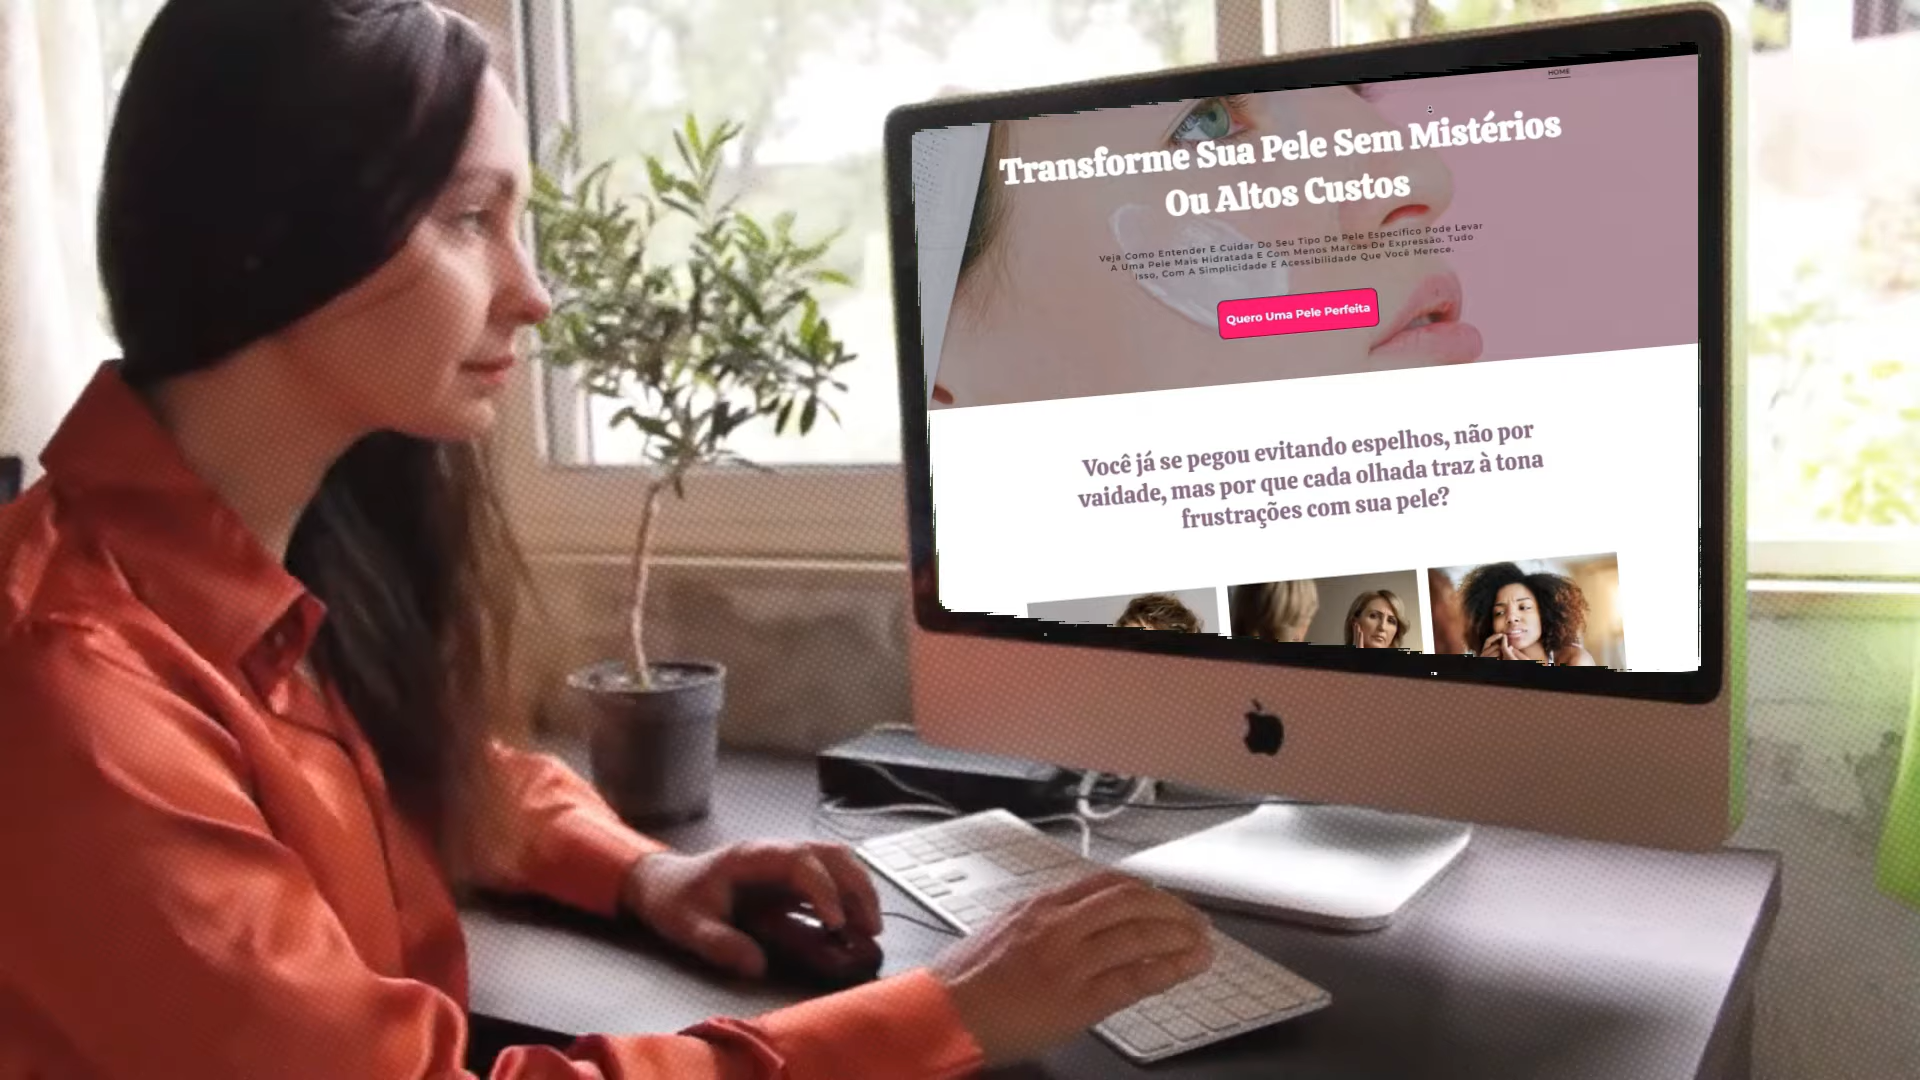 HOME
Transforme Sua Pele Sem Mistérios
Ou Altos Custos
Veja Como Entender E Cuidar Do Seu Tipo De Pele Específico Pode Levar
A Uma Pele Mais Hidratada E Com Menos Marcas De Expressão. Tudo
Isso, Com A Simplicidade E Acessibilidade Que Você Merece.
Quero Uma Pele Perfeita
Você já se pegou evitando espelhos, não por
vaidade, mas por que cada olhada traz à tona
frustrações com sua pele?